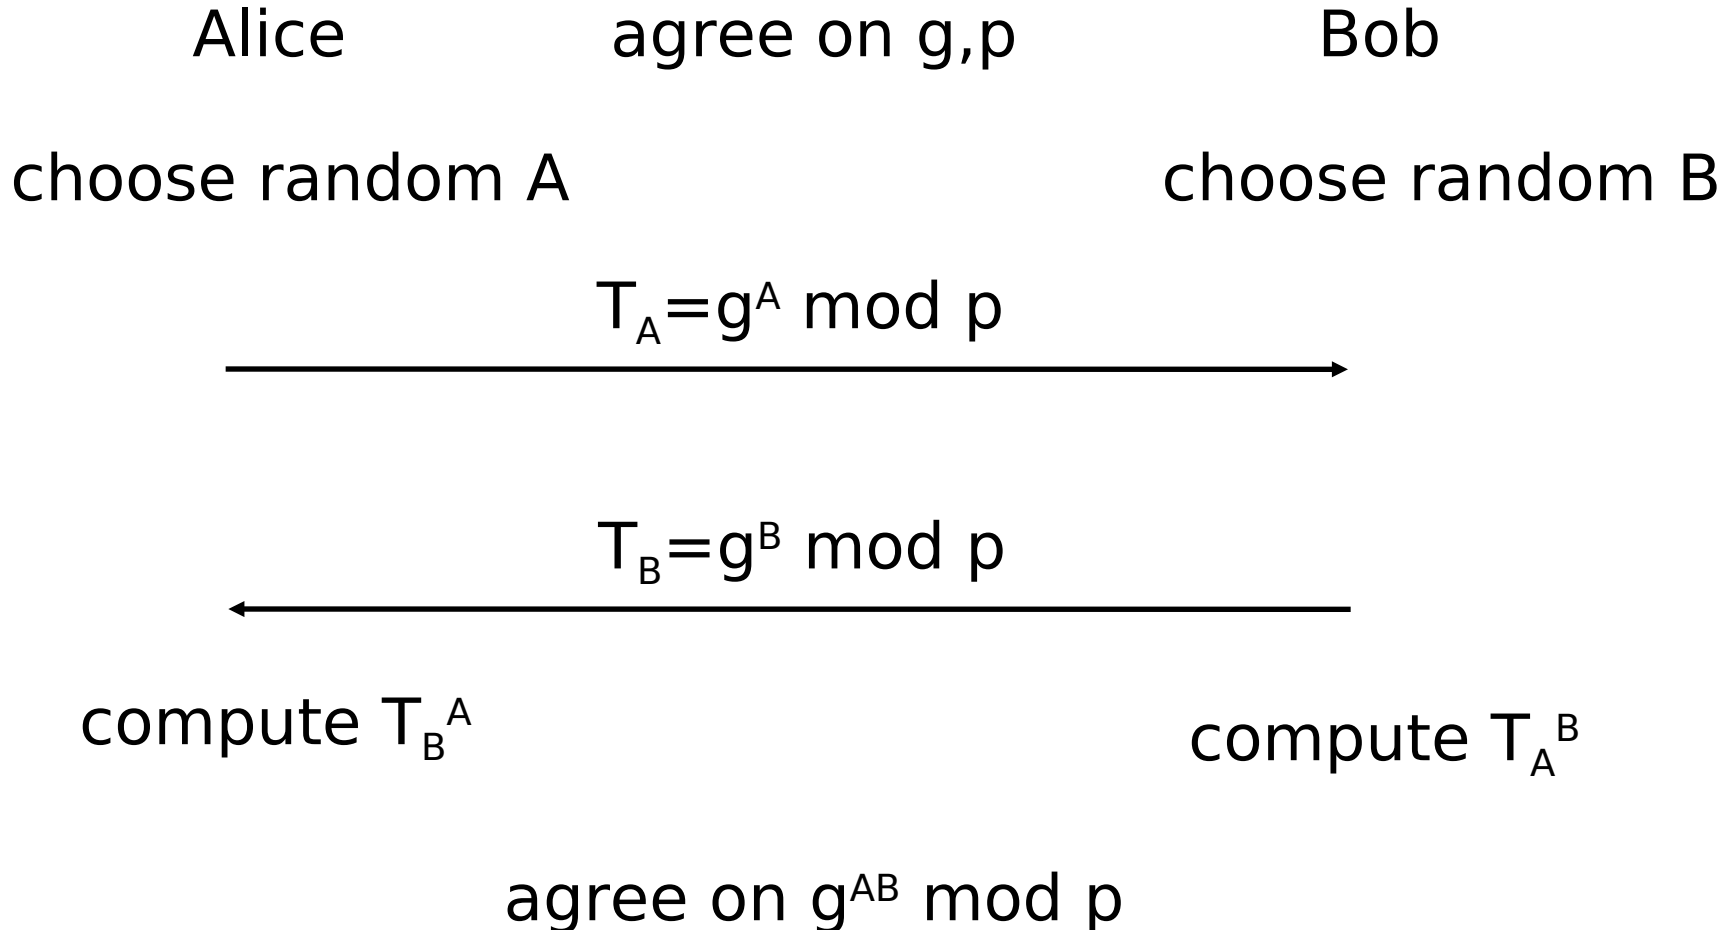 Alice agree on g,p Bob
choose random A choose random B
T_A=g^A mod p
T_B=g^B mod p
compute T_B^A compute T_A^B
agree on g^AB mod p